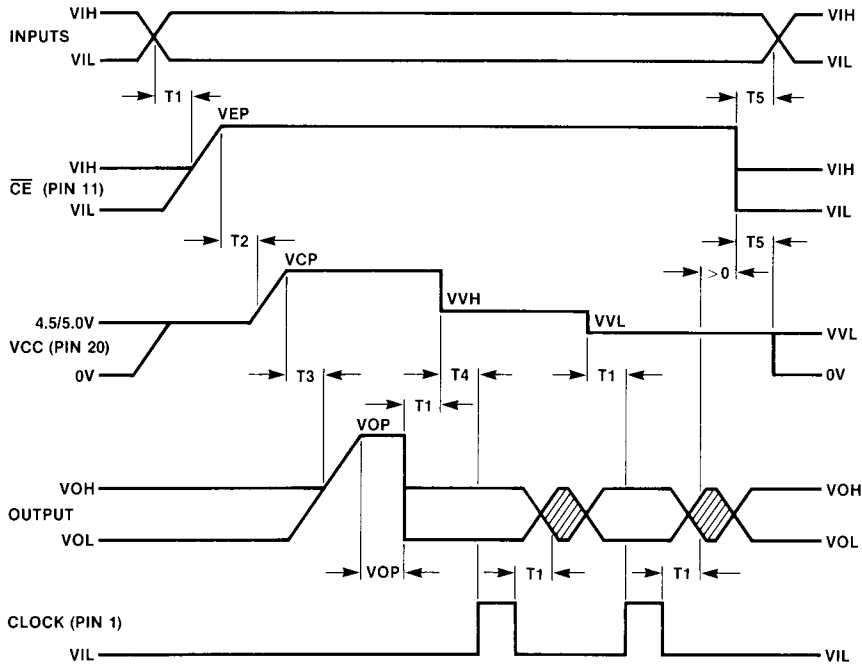 VIH VIH
INPUTS
VIL VIL
T1 T5
VEP
VIH VIH
CE (PIN 11)
VIL VIL
T2 T5
VCP >0
VVH
4.5/5.0V VVL VVL
VCC (PIN 20)
0V 0V
T3 T4 T1
T1
VOP
VOH VOH
OUTPUT
VOL VOL
VOP T1 T1
CLOCK (PIN 1)
VIL VIL